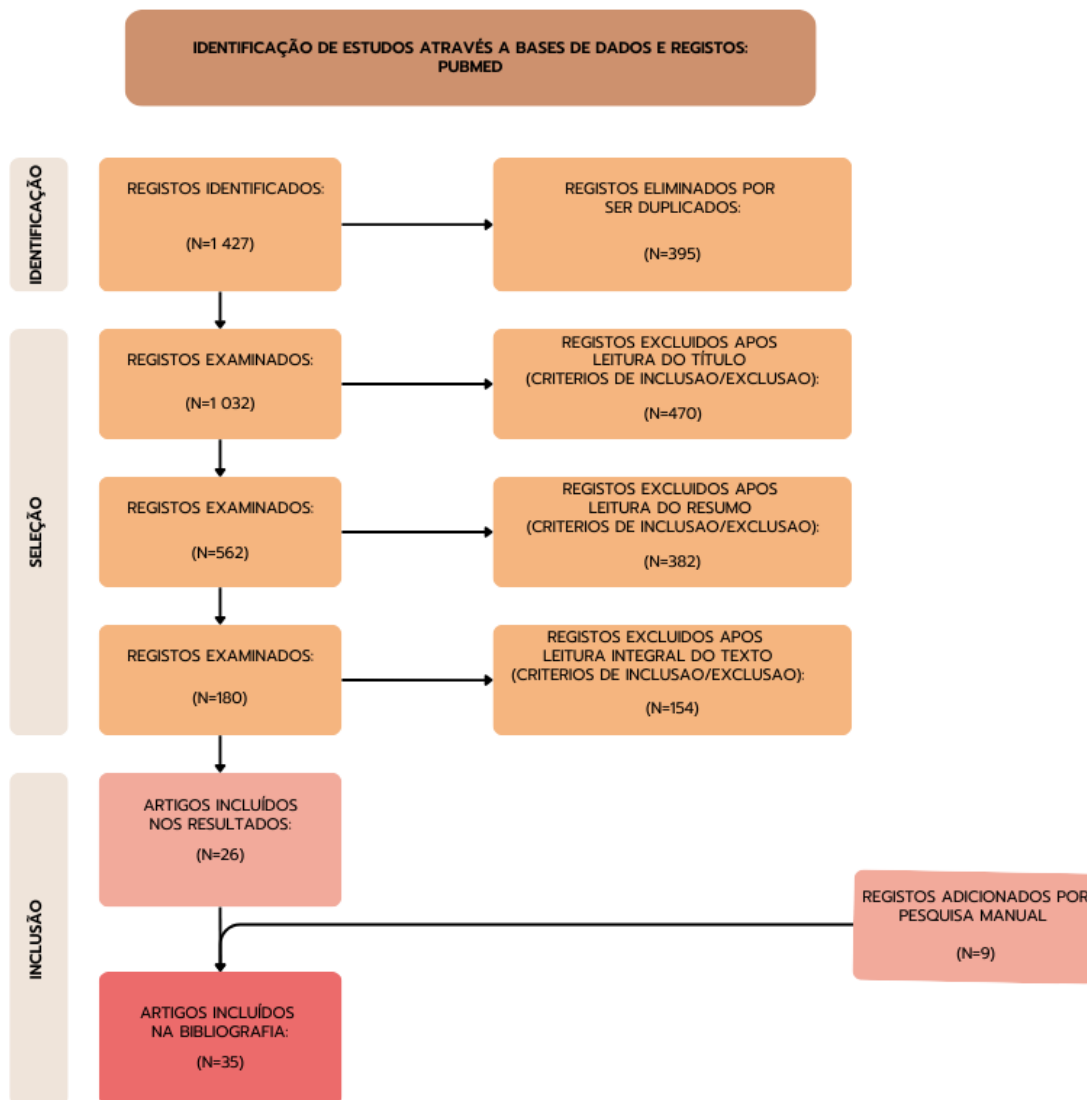 IDENTIFICAÇÃO DE ESTUDOS ATRAVÉS A BASES DE DADOS E REGISTOS:
PUBMED
IDENTIFICAÇÃO
REGISTOS IDENTIFICADOS:
(N=1 427)
REGISTOS ELIMINADOS POR
SER DUPLICADOS:
(N=395)
SELEÇÃO
REGISTOS EXAMINADOS:
(N=1 032)
REGISTOS EXCLUIDOS APOS
LEITURA DO TÍTULO
(CRITERIOS DE INCLUSAO/EXCLUSAO):
(N=470)
REGISTOS EXAMINADOS:
(N=562)
REGISTOS EXCLUIDOS APOS
LEITURA DO RESUMO
(CRITERIOS DE INCLUSAO/EXCLUSAO):
(N=382)
REGISTOS EXAMINADOS:
(N=180)
REGISTOS EXCLUIDOS APOS
LEITURA INTEGRAL DO TEXTO
(CRITERIOS DE INCLUSAO/EXCLUSAO):
(N=154)
INCLUSÃO
ARTIGOS INCLUÍDOS
NOS RESULTADOS:
(N=26)
REGISTOS ADICIONADOS POR
PESQUISA MANUAL
(N=9)
ARTIGOS INCLUÍDOS
NA BIBLIOGRAFIA:
(N=35)